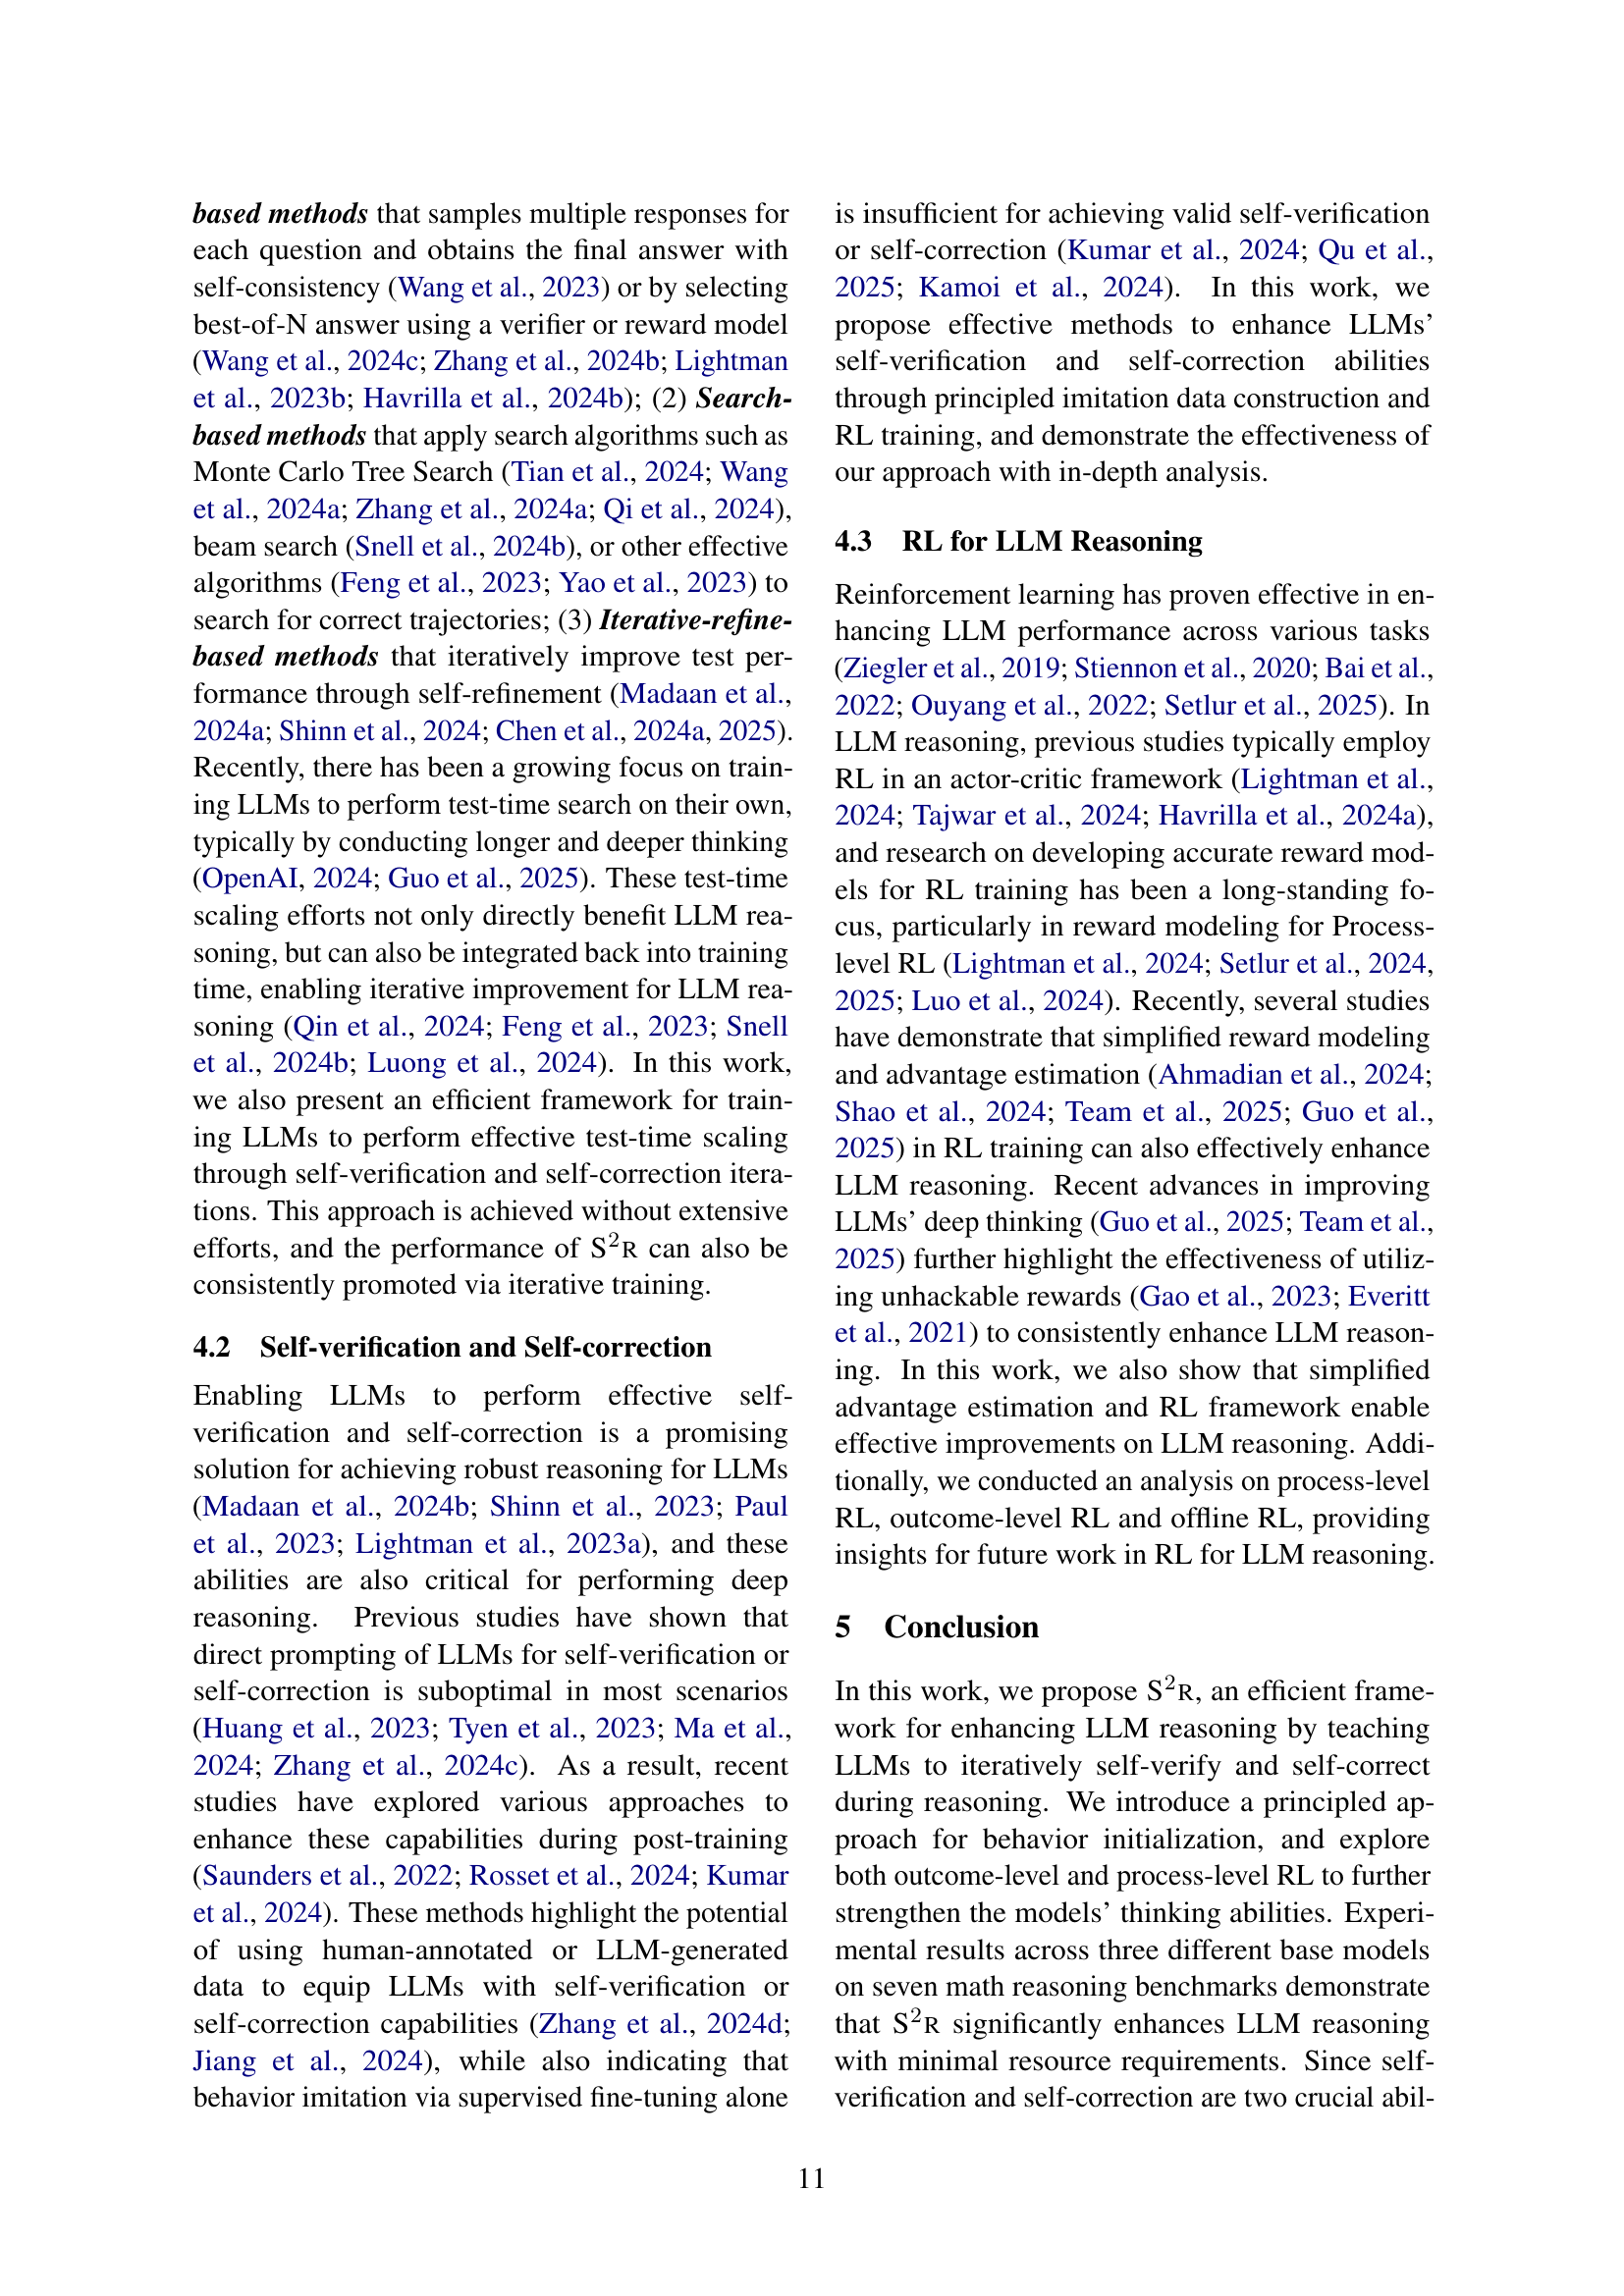 based methods that samples multiple responses for
each question and obtains the final answer with
self-consistency (Wang et al., 2023) or by selecting
best-of-N answer using a verifier or reward model
(Wang et al., 2024c; Zhang et al., 2024b; Lightman
et al., 2023b; Havrilla et al., 2024b); (2) Search-
based methods that apply search algorithms such as
Monte Carlo Tree Search (Tian et al., 2024; Wang
et al., 2024a; Zhang et al., 2024a; Qi et al., 2024),
beam search (Snell et al., 2024b), or other effective
algorithms (Feng et al., 2023; Yao et al., 2023) to
search for correct trajectories; (3) Iterative-refine-
based methods that iteratively improve test per-
formance through self-refinement (Madaan et al.,
2024a; Shinn et al., 2024; Chen et al., 2024a, 2025).
Recently, there has been a growing focus on train-
ing LLMs to perform test-time search on their own,
typically by conducting longer and deeper thinking
(OpenAI, 2024; Guo et al., 2025). These test-time
scaling efforts not only directly benefit LLM rea-
soning, but can also be integrated back into training
time, enabling iterative improvement for LLM rea-
soning (Qin et al., 2024; Feng et al., 2023; Snell
et al., 2024b; Luong et al., 2024). In this work,
we also present an efficient framework for train-
ing LLMs to perform effective test-time scaling
through self-verification and self-correction itera-
tions. This approach is achieved without extensive
efforts, and the performance of S²R can also be
consistently promoted via iterative training.
4.2 Self-verification and Self-correction
Enabling LLMs to perform effective self-
verification and self-correction is a promising
solution for achieving robust reasoning for LLMs
(Madaan et al., 2024b; Shinn et al., 2023; Paul
et al., 2023; Lightman et al., 2023a), and these
abilities are also critical for performing deep
reasoning. Previous studies have shown that
direct prompting of LLMs for self-verification or
self-correction is suboptimal in most scenarios
(Huang et al., 2023; Tyen et al., 2023; Ma et al.,
2024; Zhang et al., 2024c). As a result, recent
studies have explored various approaches to
enhance these capabilities during post-training
(Saunders et al., 2022; Rosset et al., 2024; Kumar
et al., 2024). These methods highlight the potential
of using human-annotated or LLM-generated
data to equip LLMs with self-verification or
self-correction capabilities (Zhang et al., 2024d;
Jiang et al., 2024), while also indicating that
behavior imitation via supervised fine-tuning alone
is insufficient for achieving valid self-verification
or self-correction (Kumar et al., 2024; Qu et al.,
2025; Kamoi et al., 2024). In this work, we
propose effective methods to enhance LLMs'
self-verification and self-correction abilities
through principled imitation data construction and
RL training, and demonstrate the effectiveness of
our approach with in-depth analysis.
4.3 RL for LLM Reasoning
Reinforcement learning has proven effective in en-
hancing LLM performance across various tasks
(Ziegler et al., 2019; Stiennon et al., 2020; Bai et al.,
2022; Ouyang et al., 2022; Setlur et al., 2025). In
LLM reasoning, previous studies typically employ
RL in an actor-critic framework (Lightman et al.,
2024; Tajwar et al., 2024; Havrilla et al., 2024a),
and research on developing accurate reward mod-
els for RL training has been a long-standing fo-
cus, particularly in reward modeling for Process-
level RL (Lightman et al., 2024; Setlur et al., 2024,
2025; Luo et al., 2024). Recently, several studies
have demonstrate that simplified reward modeling
and advantage estimation (Ahmadian et al., 2024;
Shao et al., 2024; Team et al., 2025; Guo et al.,
2025) in RL training can also effectively enhance
LLM reasoning. Recent advances in improving
LLMs' deep thinking (Guo et al., 2025; Team et al.,
2025) further highlight the effectiveness of utiliz-
ing unhackable rewards (Gao et al., 2023; Everitt
et al., 2021) to consistently enhance LLM reason-
ing. In this work, we also show that simplified
advantage estimation and RL framework enable
effective improvements on LLM reasoning. Addi-
tionally, we conducted an analysis on process-level
RL, outcome-level RL and offline RL, providing
insights for future work in RL for LLM reasoning.
5 Conclusion
In this work, we propose S²R, an efficient frame-
work for enhancing LLM reasoning by teaching
LLMs to iteratively self-verify and self-correct
during reasoning. We introduce a principled ap-
proach for behavior initialization, and explore
both outcome-level and process-level RL to further
strengthen the models' thinking abilities. Experi-
mental results across three different base models
on seven math reasoning benchmarks demonstrate
that S²R significantly enhances LLM reasoning
with minimal resource requirements. Since self-
verification and self-correction are two crucial abil-
11